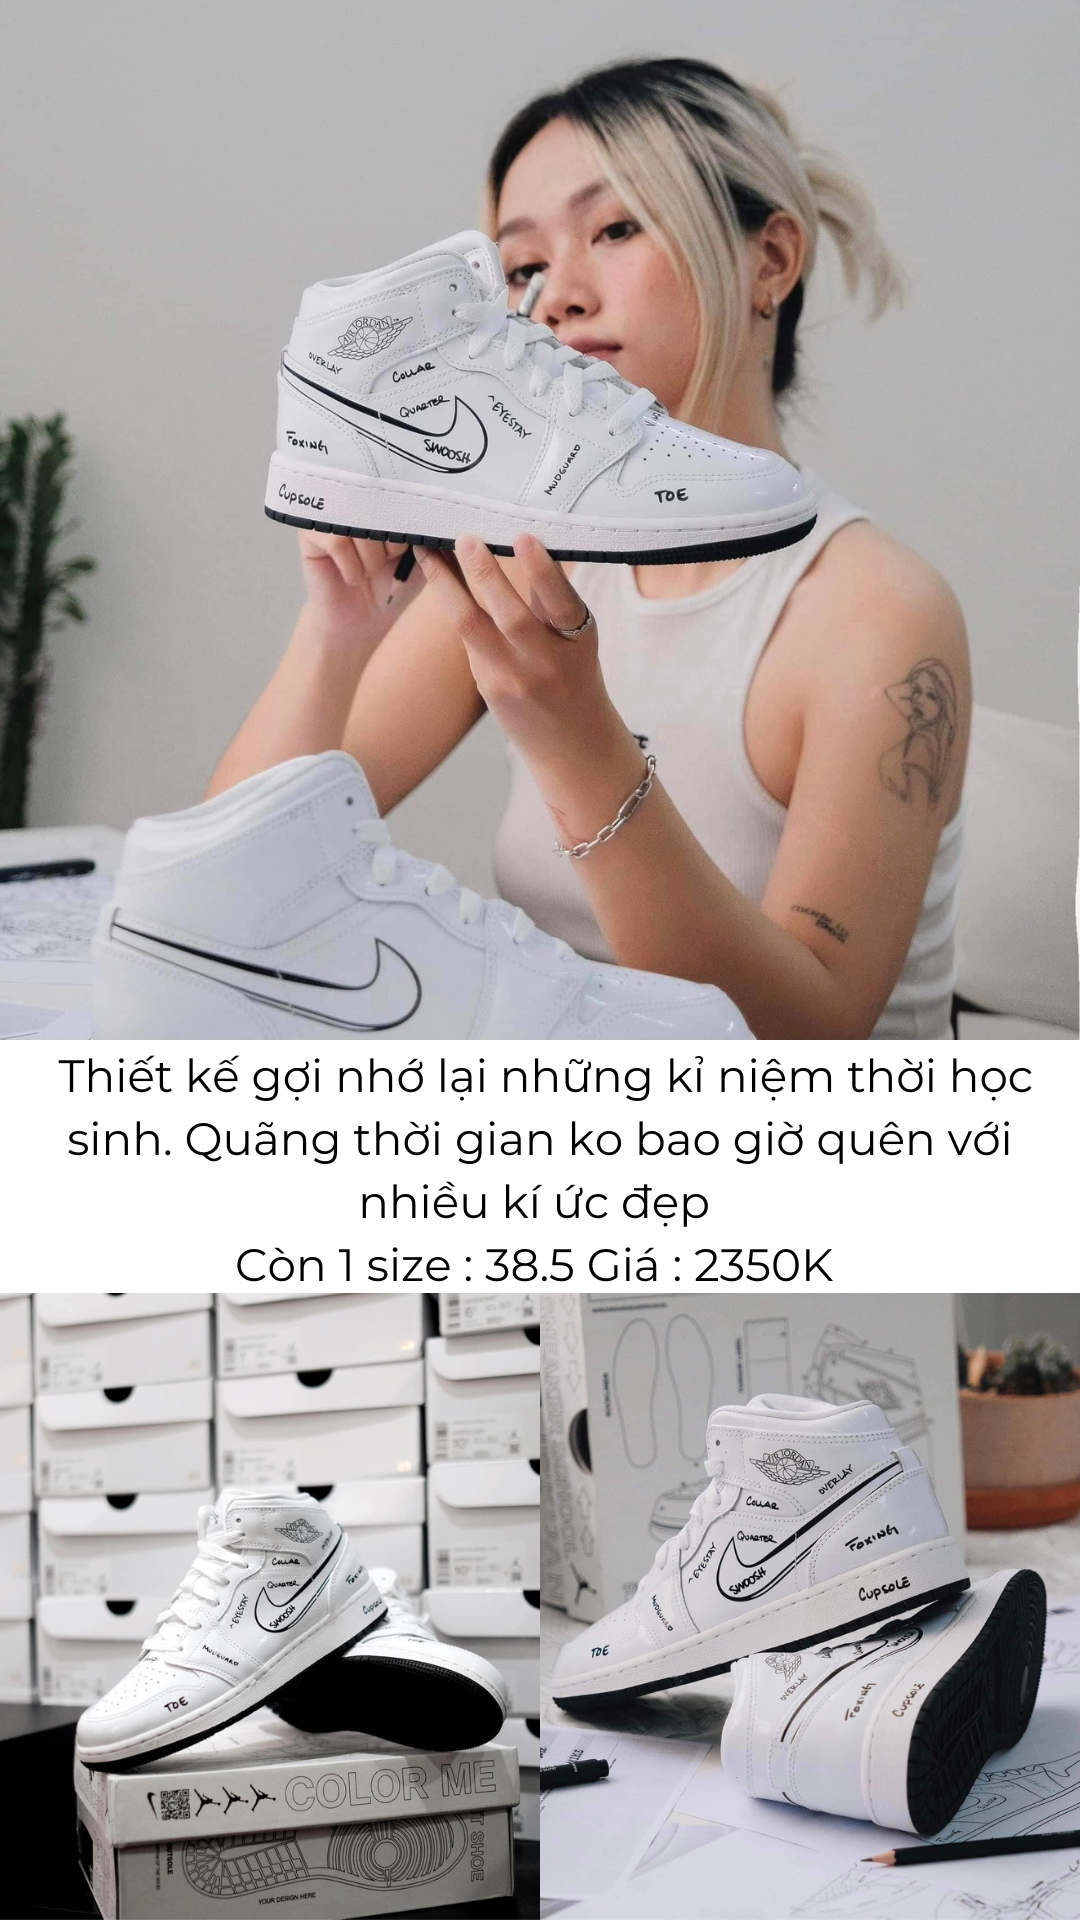 AIR JORDAN
OVERLAY
COLLAR
QUARTER
EYESTAY
FOXING
SWOOSH
MUDGUARD
CUPSOLE
TOE
Thiết kế gợi nhớ lại những kỉ niệm thời học
sinh. Quãng thời gian ko bao giờ quên với
nhiều kí ức đẹp
Còn 1 size : 38.5 Giá : 2350K
COLLAR
QUARTER
EYESTAY
SWOOSH
FOXING
CUPSOLE
MUDGUARD
TOE
COLOR ME
YOUR DESIGN HERE
AIR JORDAN
COLLAR
OVERLAY
QUARTER
EYESTAY
SWOOSH
FOXING
CUPSOLE
MUDGUARD
TOE
OVERLAY
FOXING
CUPSOLE